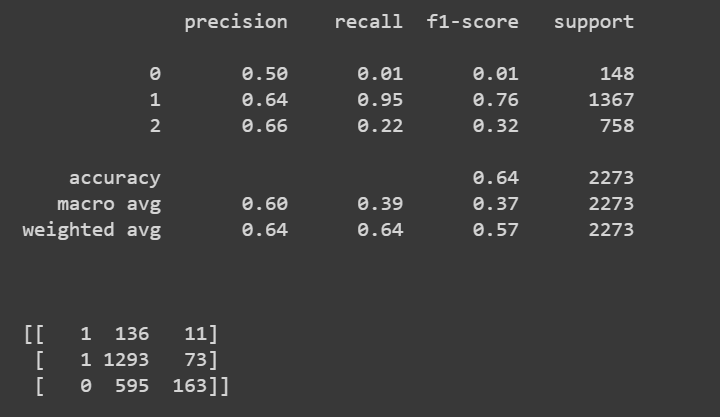 precision recall f1-score support
0 0.50 0.01 0.01 148
1 0.64 0.95 0.76 1367
2 0.66 0.22 0.32 758
accuracy 0.64 2273
macro avg 0.60 0.39 0.37 2273
weighted avg 0.64 0.64 0.57 2273
[[ 1 136 11]
[ 1 1293 73]
[ 0 595 163]]